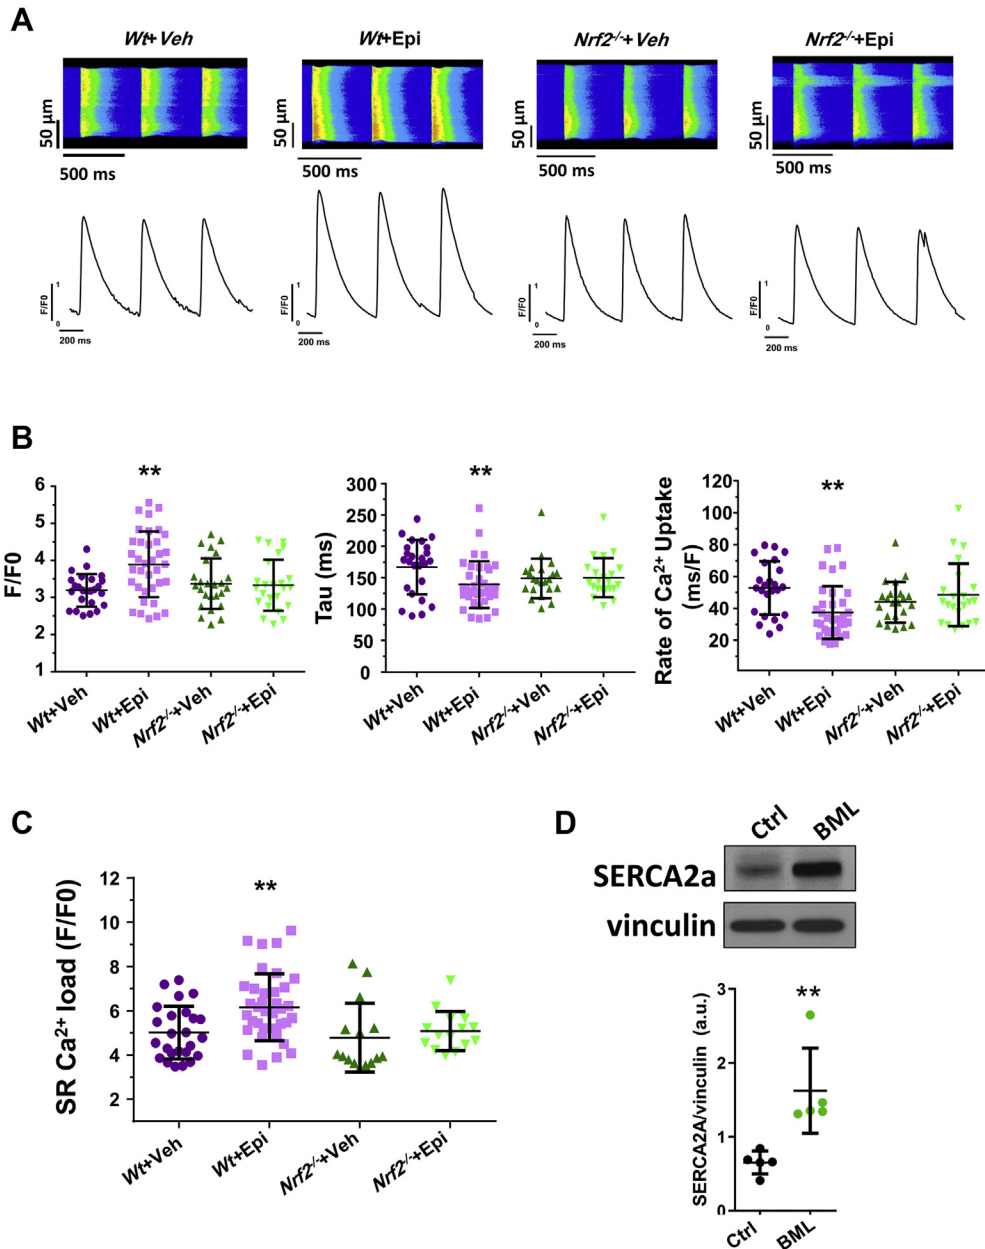 A
Wt+Veh
Wt+Epi
Nrf2-/-+Veh
Nrf2-/-+Epi
50 µm
50 µm
50 µm
50 µm
500 ms
500 ms
500 ms
500 ms
F/F0
1
0
200 ms
F/F0
1
0
200 ms
F/F0
1
0
200 ms
F/F0
1
0
200 ms
B
**
F/F0
6
5
4
3
2
1
Wt+Veh
Wt+Epi
Nrf2-/-+Veh
Nrf2-/-+Epi
**
Tau (ms)
300
250
200
150
100
50
0
Wt+Veh
Wt+Epi
Nrf2-/-+Veh
Nrf2-/-+Epi
**
Rate of Ca2+ Uptake
(ms/F)
120
100
80
60
40
20
Wt+Veh
Wt+Epi
Nrf2-/-+Veh
Nrf2-/-+Epi
C
**
SR Ca2+ load (F/F0)
12
10
8
6
4
2
Wt+Veh
Wt+Epi
Nrf2-/-+Veh
Nrf2-/-+Epi
D
Ctrl
BML
SERCA2a
vinculin
**
SERCA2A/vinculin (a.u.)
3
2
1
0
Ctrl
BML